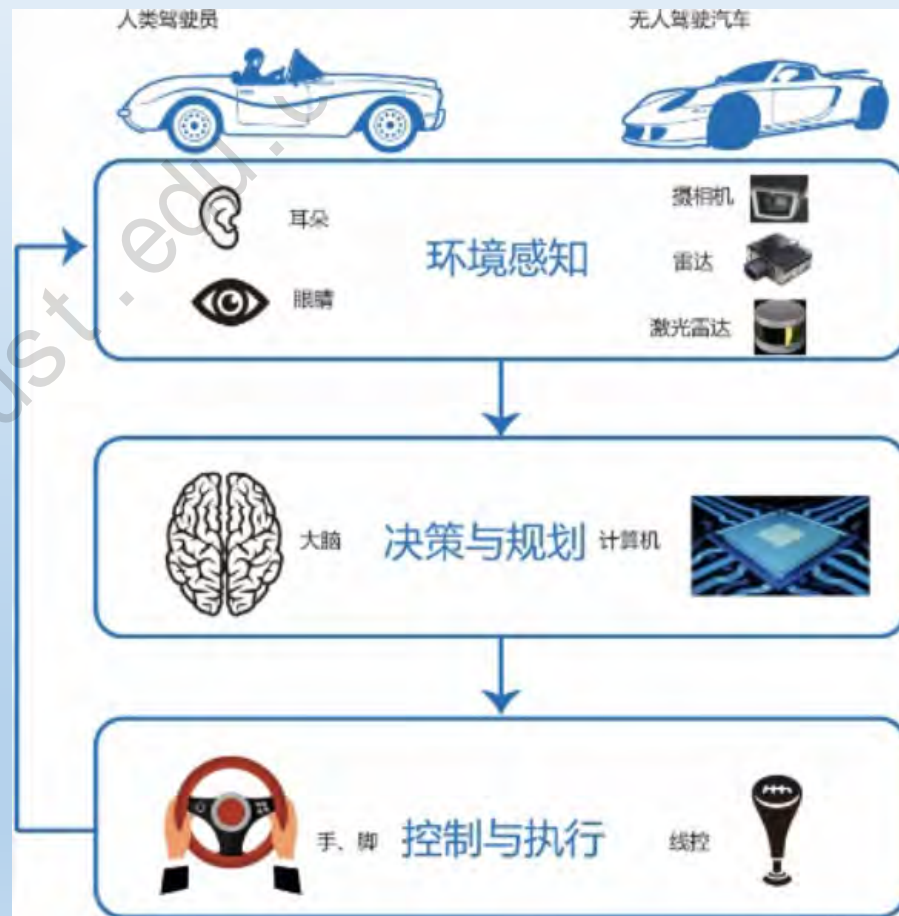 人类驾驶员
无人驾驶汽车
耳朵
眼睛
环境感知
摄相机
雷达
激光雷达
大脑
决策与规划
计算机
手、脚
控制与执行
线控